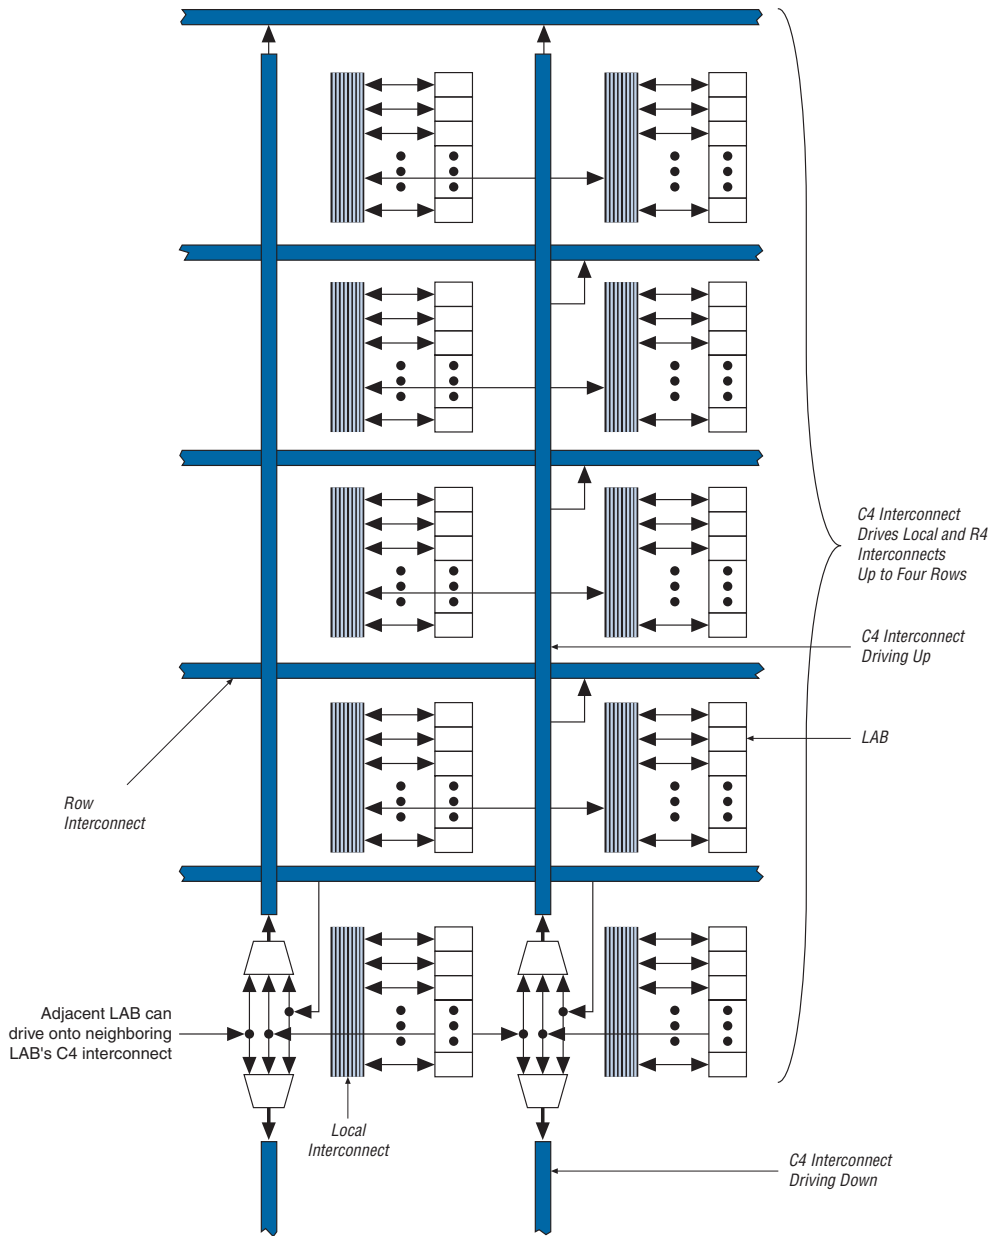 C4 Interconnect
Drives Local and R4
Interconnects
Up to Four Rows
C4 Interconnect
Driving Up
LAB
Row
Interconnect
Adjacent LAB can
drive onto neighboring
LAB's C4 interconnect
Local
Interconnect
C4 Interconnect
Driving Down